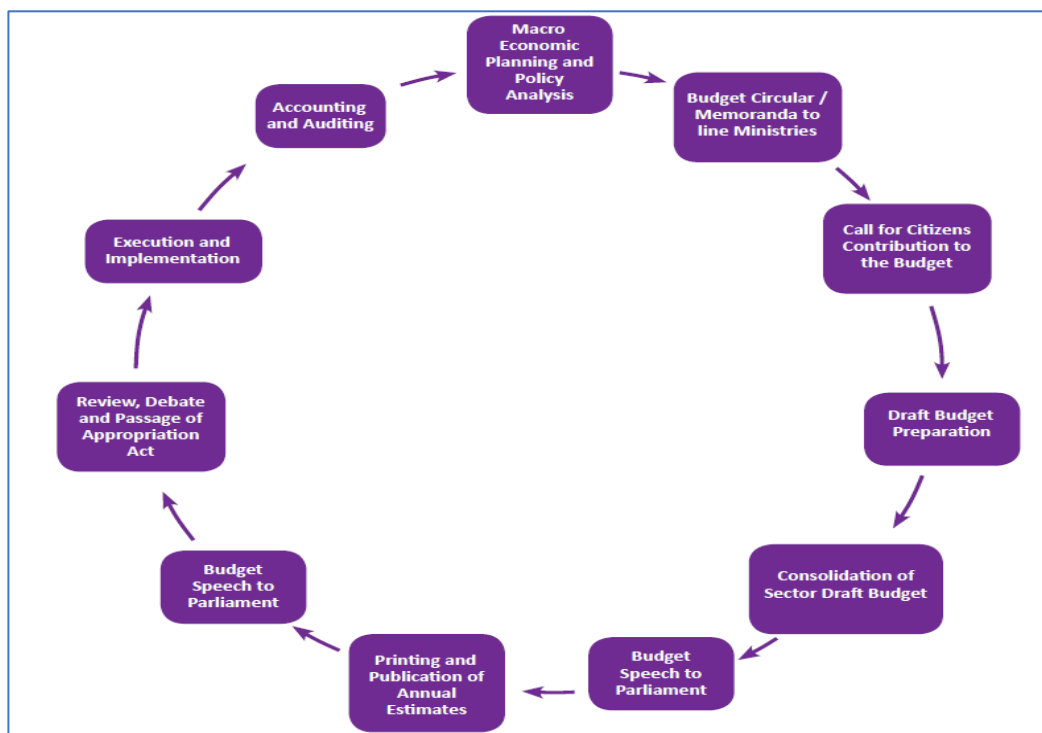 Macro
Economic
Planning and
Policy
Analysis
Budget Circular /
Memoranda to
line Ministries
Call for Citizens
Contribution to
the Budget
Draft Budget
Preparation
Consolidation of
Sector Draft Budget
Budget
Speech to
Parliament
Printing and
Publication of
Annual
Estimates
Budget
Speech to
Parliament
Review, Debate
and Passage of
Appropriation
Act
Execution and
Implementation
Accounting
and Auditing